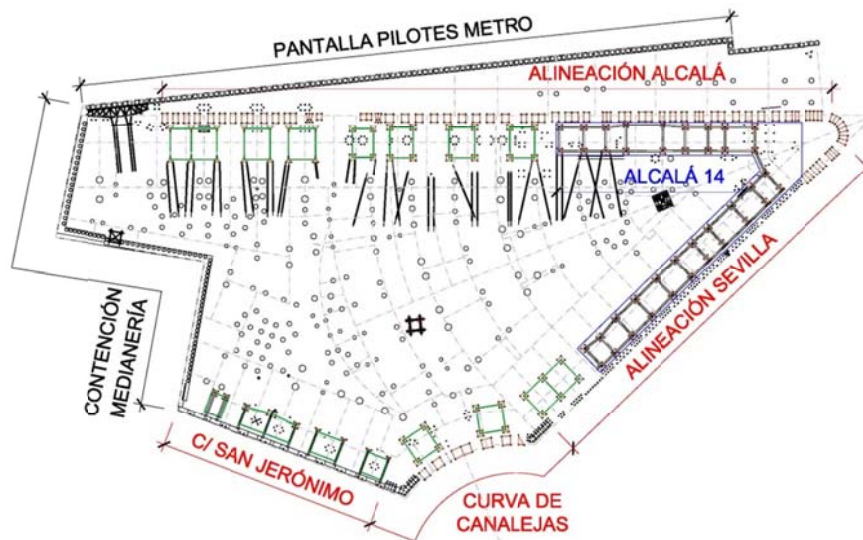 PANTALLA PILOTES METRO
ALINEACIÓN ALCALÁ
ALCALÁ 14
ALINEACIÓN SEVILLA
CONTENCIÓN
MEDIANERÍA
C/ SAN JERÓNIMO
CURVA DE
CANALEJAS